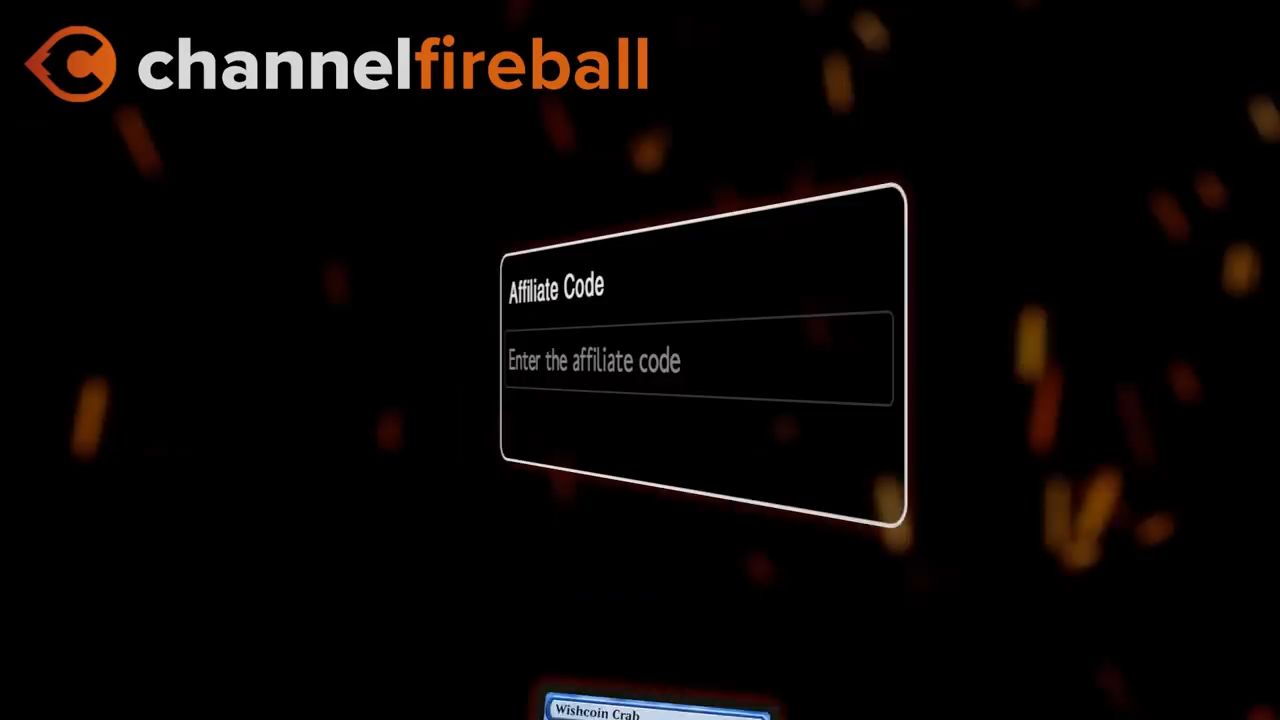 channelfireball
Affiliate Code
Enter the affiliate code
Wishcoin Crab